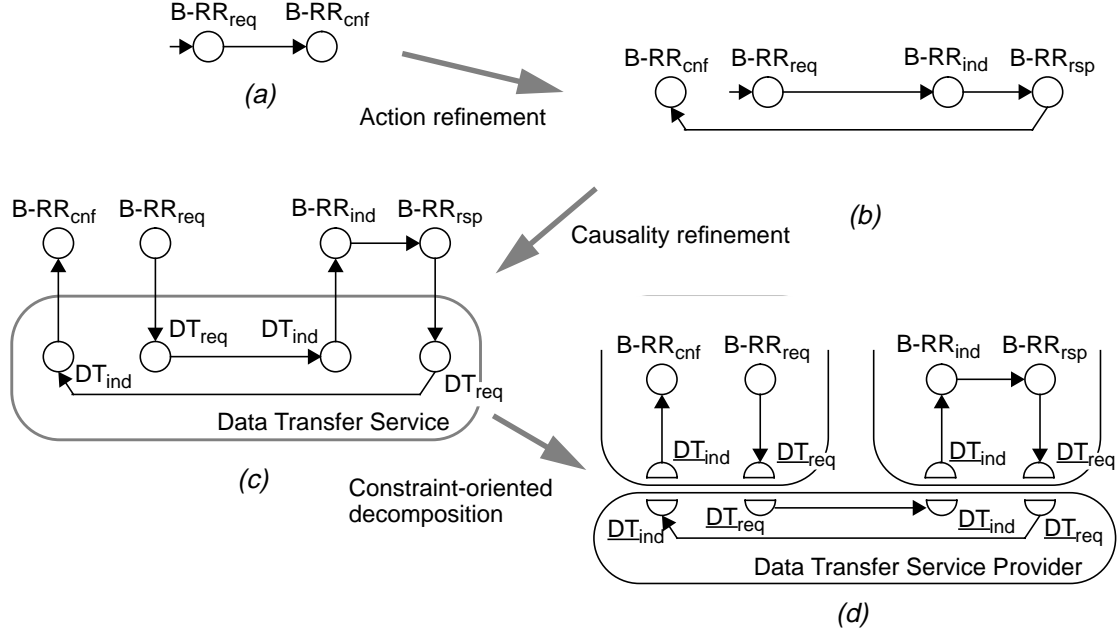 B-RRreq B-RRcnf
(a)
Action refinement
B-RRcnf B-RRreq B-RRind B-RRrsp
(b)
Causality refinement
B-RRcnf B-RRreq B-RRind B-RRrsp
DTreq DTind
DTind DTreq
Data Transfer Service
(c)
Constraint-oriented
decomposition
B-RRcnf B-RRreq B-RRind B-RRrsp
DTind DTreq DTind DTreq
DTind DTreq DTind DTreq
Data Transfer Service Provider
(d)